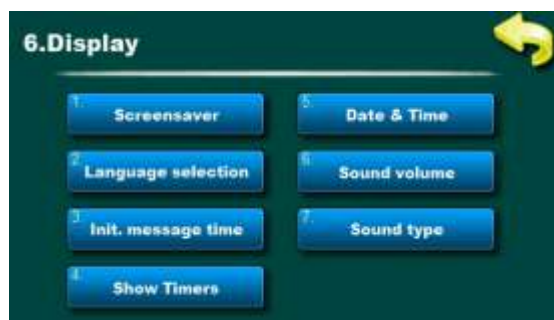 6.Display
1.
Screensaver
2.
Language selection
3.
Init. message time
4.
Show Timers
5.
Date & Time
6.
Sound volume
7.
Sound type